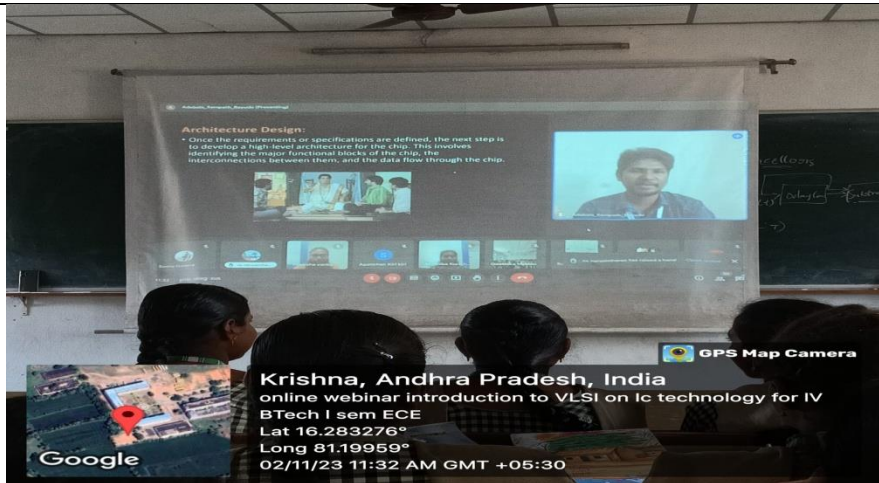 (Presenting)
Architecture Design:
• Once the requirements or specifications are defined, the next step is
to develop a high-level architecture for the chip. This involves
identifying the major functional blocks of the chip, the
interconnections between them, and the data flow through the chip.
GPS Map Camera
Krishna, Andhra Pradesh, India
online webinar introduction to VLSI on Ic technology for IV
BTech I sem ECE
Lat 16.283276°
Long 81.19959°
02/11/23 11:32 AM GMT +05:30
Google